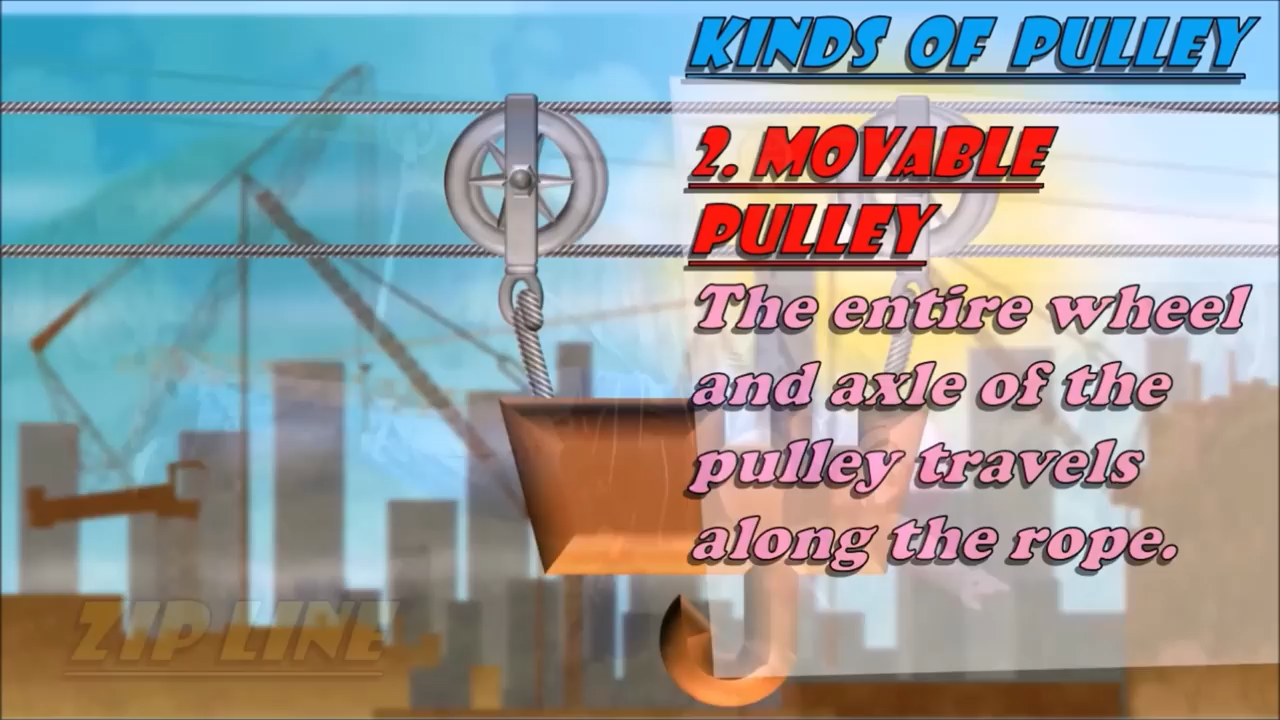 KINDS OF PULLEY
2. MOVABLE
PULLEY
The entire wheel
and axle of the
pulley travels
along the rope.
ZIP LINE